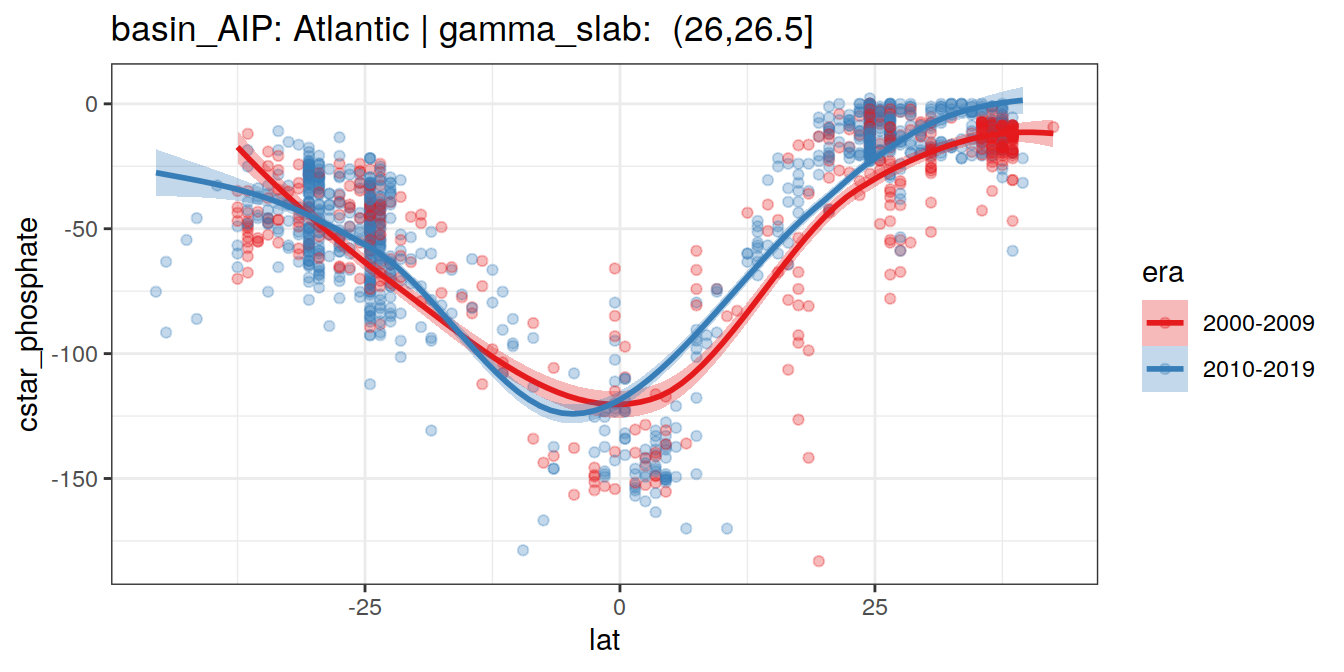 basin_AIP: Atlantic | gamma_slab:  (26,26.5]
0
-50
-100
-150
cstar_phosphate
-25
0
25
lat
era
2000-2009
2010-2019